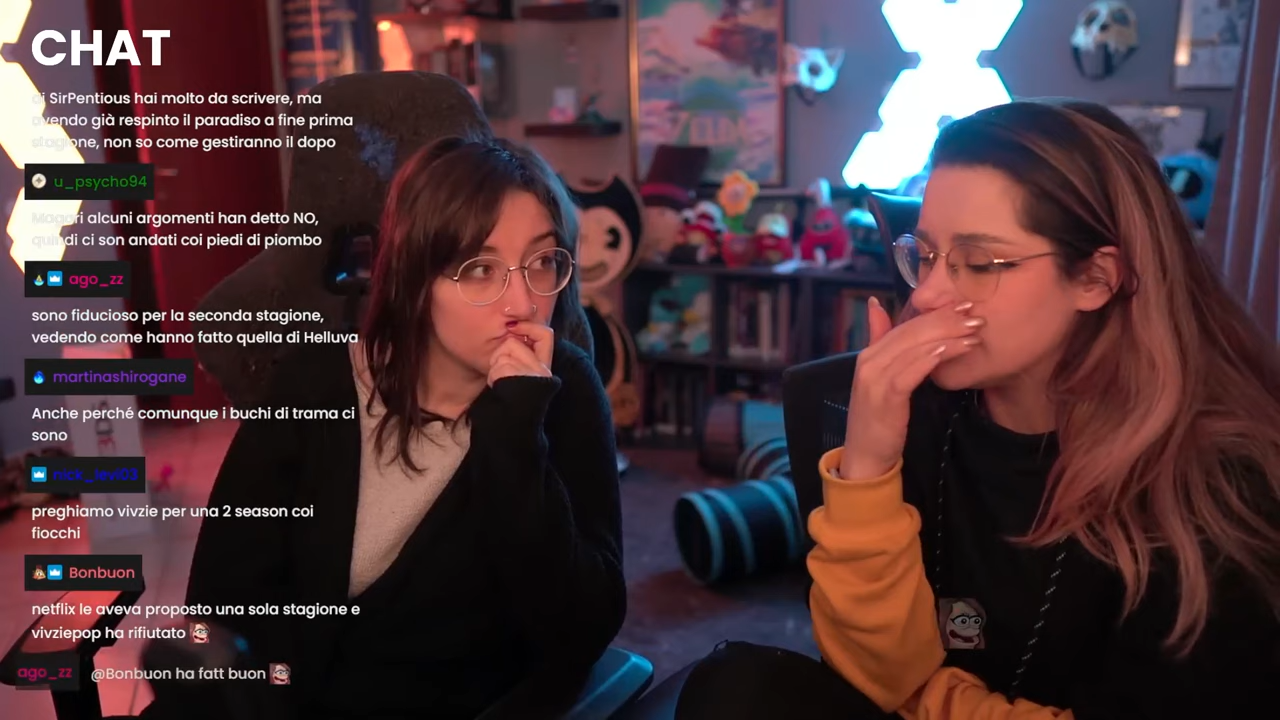 CHAT
di SirPentious hai molto da scrivere, ma
avendo già respinto il paradiso a fine prima
stagione, non so come gestiranno il dopo
u_psycho94
Magari alcuni argomenti han detto NO,
quindi ci son andati coi piedi di piombo
ago_zz
sono fiducioso per la seconda stagione,
vedendo come hanno fatto quella di Helluva
martinashirogane
Anche perché comunque i buchi di trama ci
sono
nick_levi03
preghiamo vivzie per una 2 season coi
fiocchi
Bonbuon
netflix le aveva proposto una sola stagione e
vivziepop ha rifiutato
ago_zz @Bonbuon ha fatt buon